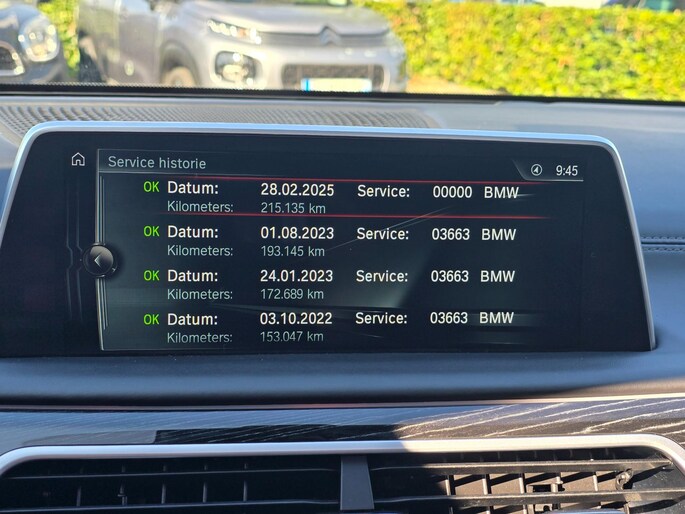 Service historie
9:45
OK Datum: 28.02.2025 Service: 00000 BMW
Kilometers: 215.135 km
OK Datum: 01.08.2023 Service: 03663 BMW
Kilometers: 193.145 km
OK Datum: 24.01.2023 Service: 03663 BMW
Kilometers: 172.689 km
OK Datum: 03.10.2022 Service: 03663 BMW
Kilometers: 153.047 km